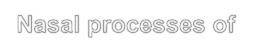 Nasal processes of